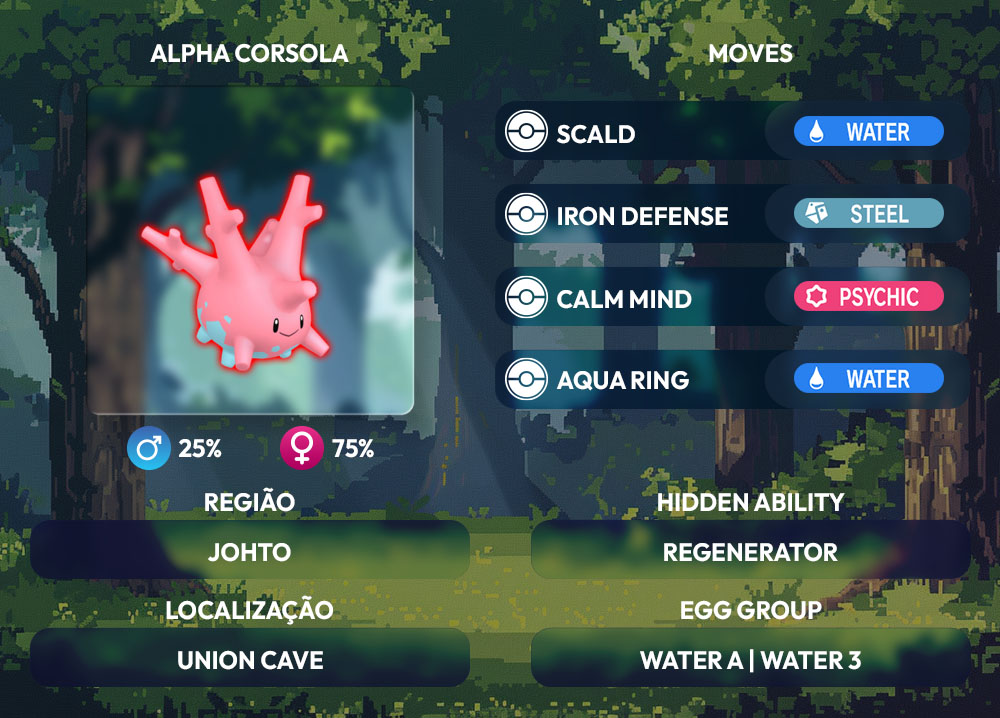 ALPHA CORSOLA
25%
75%
REGIÃO
JOHTO
LOCALIZAÇÃO
UNION CAVE
MOVES
SCALD WATER
IRON DEFENSE STEEL
CALM MIND PSYCHIC
AQUA RING WATER
HIDDEN ABILITY
REGENERATOR
EGG GROUP
WATER A | WATER 3